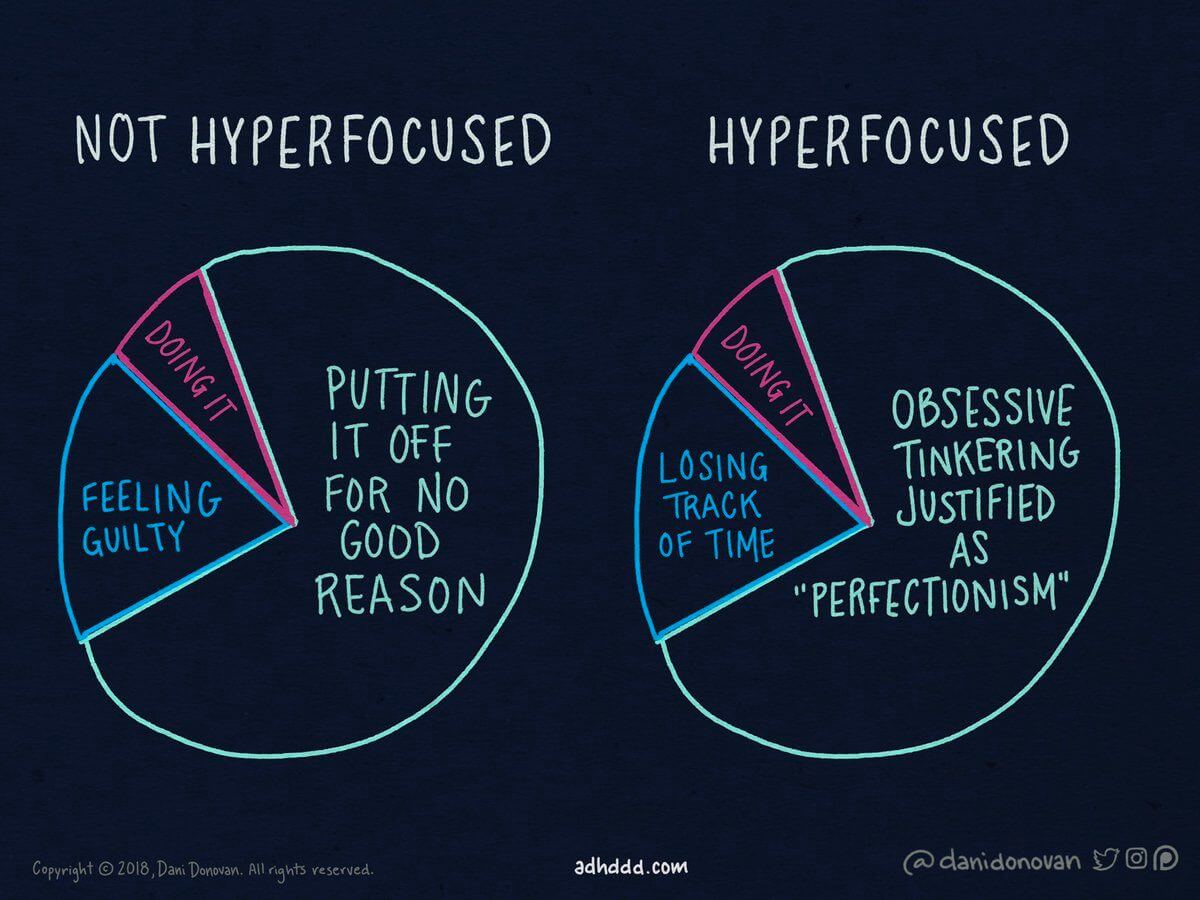 NOT HYPERFOCUSED
DOING IT
FEELING
GUILTY
PUTTING
IT OFF
FOR NO
GOOD
REASON
HYPERFOCUSED
DOING IT
LOSING
TRACK
OF TIME
OBSESSIVE
TINKERING
JUSTIFIED
AS
"PERFECTIONISM"
Copyright © 2018, Dani Donovan. All rights reserved.
adhddd.com
@danidonovan